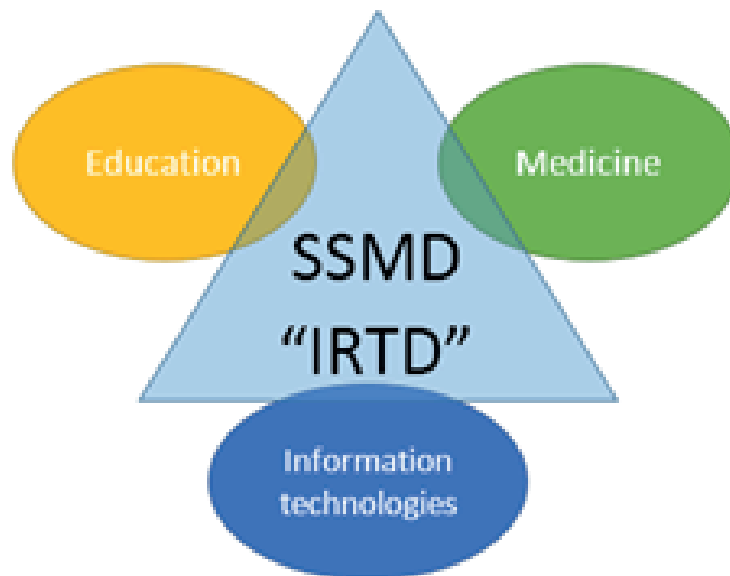 Education
Medicine
SSMD
“IRTD”
Information
technologies